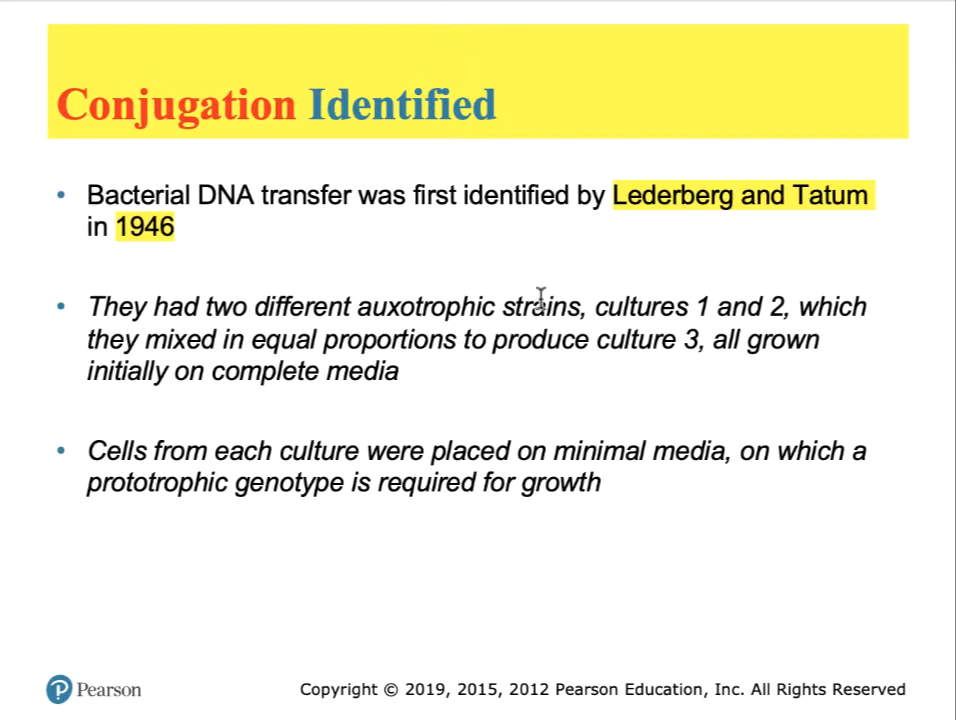 Conjugation Identified
• Bacterial DNA transfer was first identified by Lederberg and Tatum
in 1946
• They had two different auxotrophic strains, cultures 1 and 2, which
they mixed in equal proportions to produce culture 3, all grown
initially on complete media
• Cells from each culture were placed on minimal media, on which a
prototrophic genotype is required for growth
Pearson
Copyright © 2019, 2015, 2012 Pearson Education, Inc. All Rights Reserved